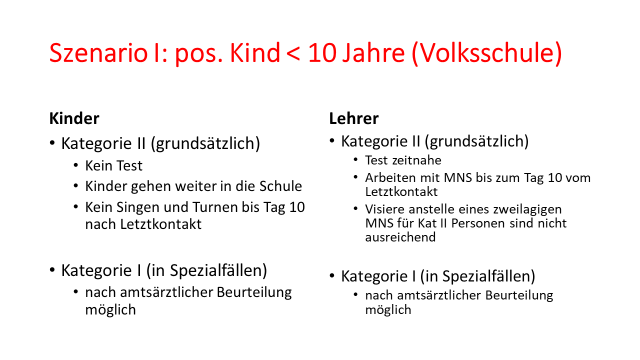 Szenario I: pos. Kind < 10 Jahre (Volksschule)
Kinder
• Kategorie II (grundsätzlich)
• Kein Test
• Kinder gehen weiter in die Schule
• Kein Singen und Turnen bis Tag 10
nach Letztkontakt
• Kategorie I (in Spezialfällen)
• nach amtsärztlicher Beurteilung
möglich
Lehrer
• Kategorie II (grundsätzlich)
• Test zeitnahe
• Arbeiten mit MNS bis zum Tag 10 vom
Letztkontakt
• Visiere anstelle eines zweilagigen
MNS für Kat II Personen sind nicht
ausreichend
• Kategorie I (in Spezialfällen)
• nach amtsärztlicher Beurteilung
möglich